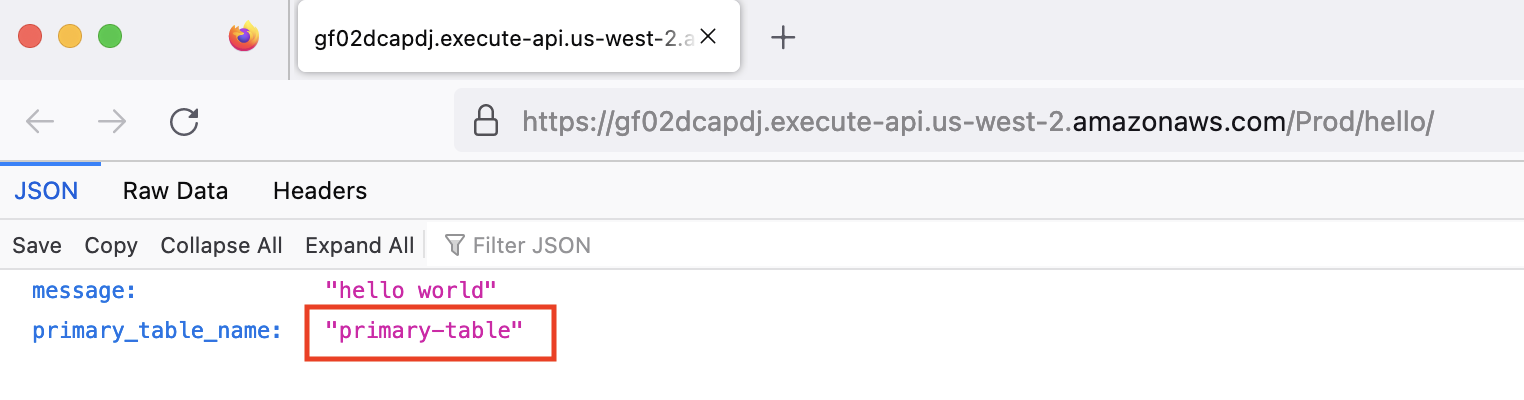 gf02dcapdj.execute-api.us-west-2.a
https://gf02dcapdj.execute-api.us-west-2.amazonaws.com/Prod/hello/
JSON Raw Data Headers
Save Copy Collapse All Expand All Filter JSON
message: "hello world"
primary_table_name: "primary-table"